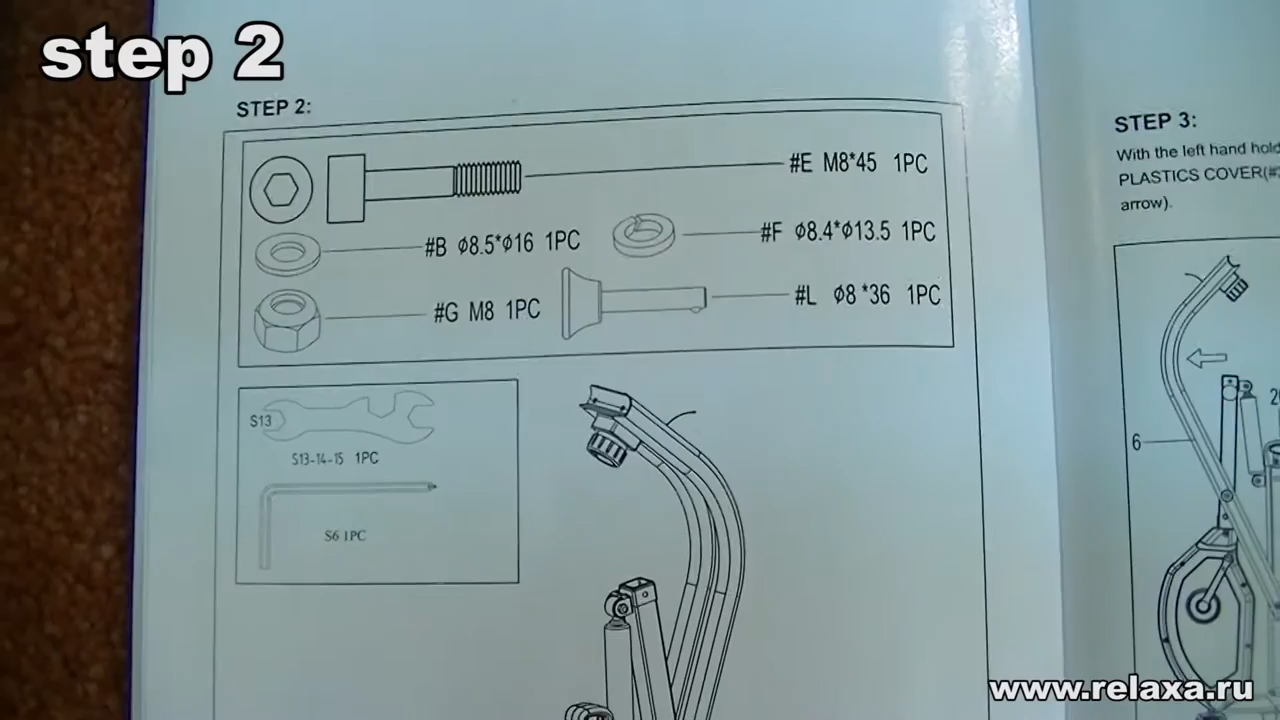 step 2
STEP 2:
#E M8*45 1PC
#B φ8.5*φ16 1PC
#F φ8.4*φ13.5 1PC
#G M8 1PC
#L φ8 *36 1PC
S13
S13-14-15 1PC
S6 1PC
STEP 3:
With the left hand hold
PLASTICS COVER(#
arrow).
6
www.relaxa.ru